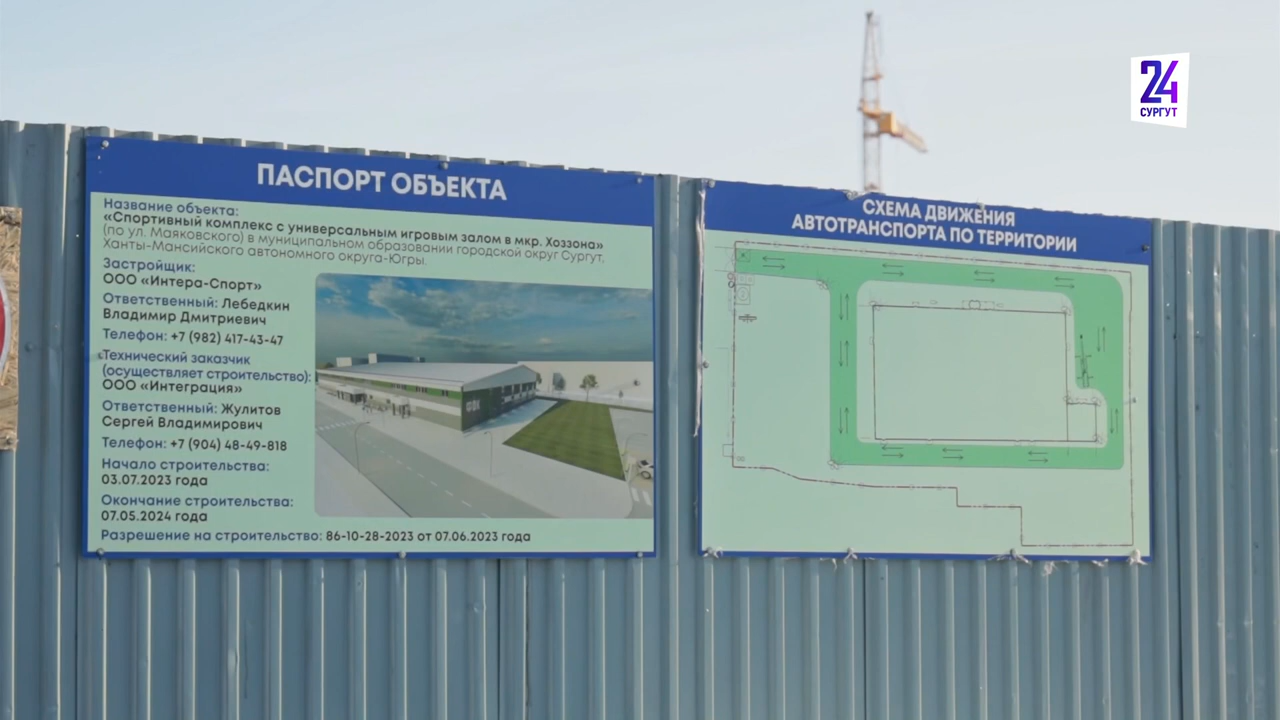 24
СУРГУТ
ПАСПОРТ ОБЪЕКТА
Название объекта:
«Спортивный комплекс с универсальным игровым залом в мкр. Хоззона»
(по ул. Маяковского) в муниципальном образовании городской округ Сургут,
Ханты-Мансийского автономного округа-Югры.
Застройщик:
ООО «Интера-Спорт»
Ответственный: Лебедкин
Владимир Дмитриевич
Телефон: +7 (982) 417-43-47
Технический заказчик
(осуществляет строительство):
ООО «Интеграция»
Ответственный: Жулитов
Сергей Владимирович
Телефон: +7 (904) 48-49-818
Начало строительства:
03.07.2023 года
Окончание строительства:
07.05.2024 года
Разрешение на строительство: 86-10-28-2023 от 07.06.2023 года
СХЕМА ДВИЖЕНИЯ
АВТОТРАНСПОРТА ПО ТЕРРИТОРИИ